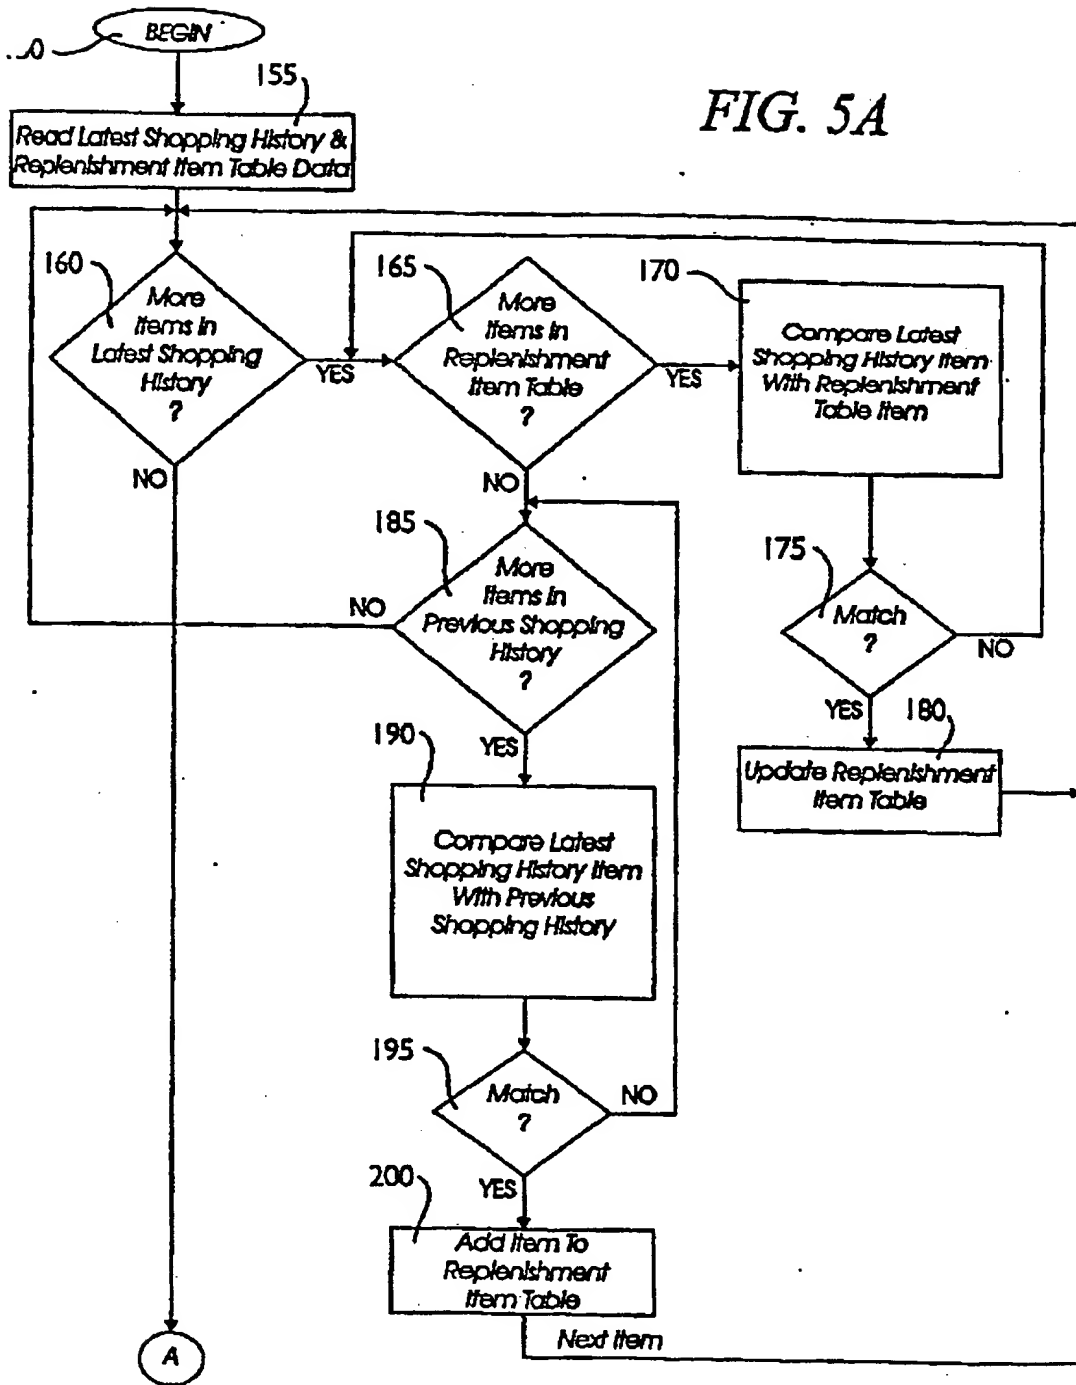 BEGIN
155
FIG. 5A
Read Latest Shopping History &
Replenishment Item Table Data
160
More
Items In
Latest Shopping
History
?
YES
NO
165
More
Items In
Replenishment
Item Table
?
YES
NO
170
Compare Latest
Shopping History Item
With Replenishment
Table Item
175
Match
?
NO
YES
180
Update Replenishment
Item Table
185
More
Items In
Previous Shopping
History
?
NO
YES
190
Compare Latest
Shopping History Item
With Previous
Shopping History
195
Match
?
NO
YES
200
Add Item To
Replenishment
Item Table
Next Item
A